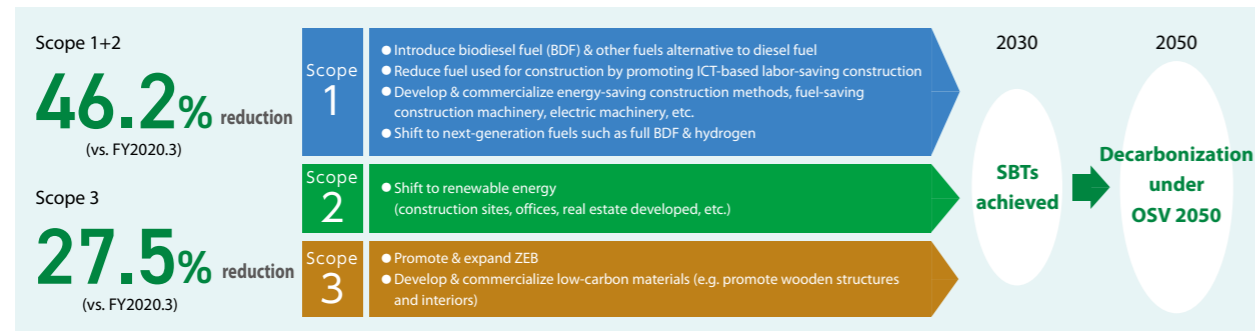 Scope 1+2
46.2% reduction
(vs. FY2020.3)
Scope 3
27.5% reduction
(vs. FY2020.3)
Scope
1
● Introduce biodiesel fuel (BDF) & other fuels alternative to diesel fuel
● Reduce fuel used for construction by promoting ICT-based labor-saving construction
● Develop & commercialize energy-saving construction methods, fuel-saving
construction machinery, electric machinery, etc.
● Shift to next-generation fuels such as full BDF & hydrogen
Scope
2
● Shift to renewable energy
(construction sites, offices, real estate developed, etc.)
Scope
3
● Promote & expand ZEB
● Develop & commercialize low-carbon materials (e.g. promote wooden structures
and interiors)
2030
SBTs
achieved
2050
Decarbonization
under
OSV 2050